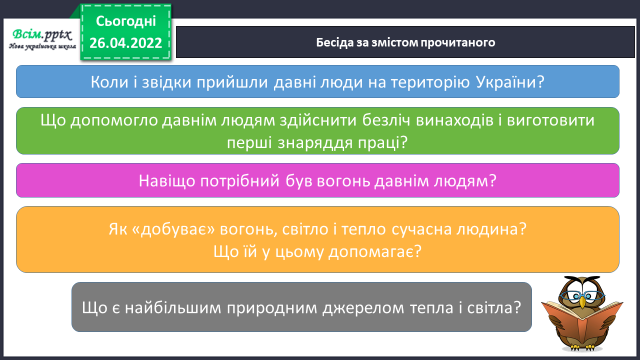 Всім.pptx
Нова українська школа
Сьогодні
26.04.2022
Бесіда за змістом прочитаного
Коли і звідки прийшли давні люди на територію України?
Що допомогло давнім людям здійснити безліч винаходів і виготовити
перші знаряддя праці?
Навіщо потрібний був вогонь давнім людям?
Як «добуває» вогонь, світло і тепло сучасна людина?
Що їй у цьому допомагає?
Що є найбільшим природним джерелом тепла і світла?